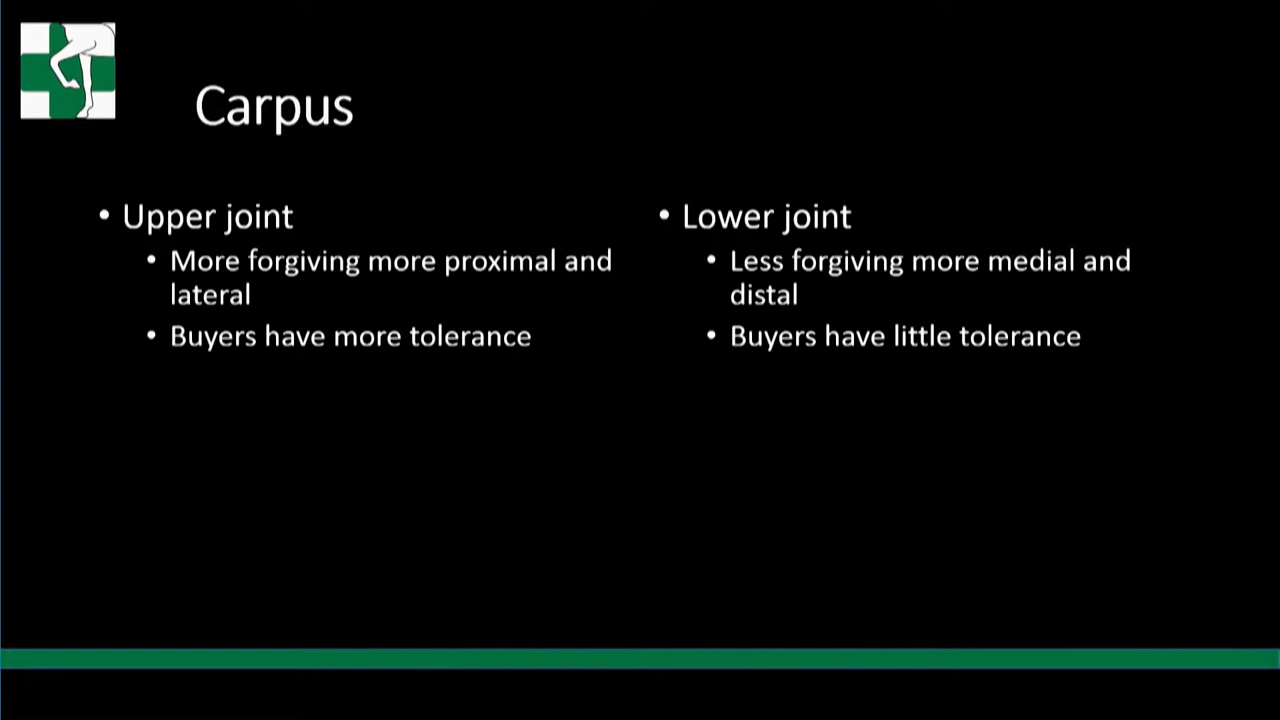 Carpus
• Upper joint
• More forgiving more proximal and
lateral
• Buyers have more tolerance
• Lower joint
• Less forgiving more medial and
distal
• Buyers have little tolerance